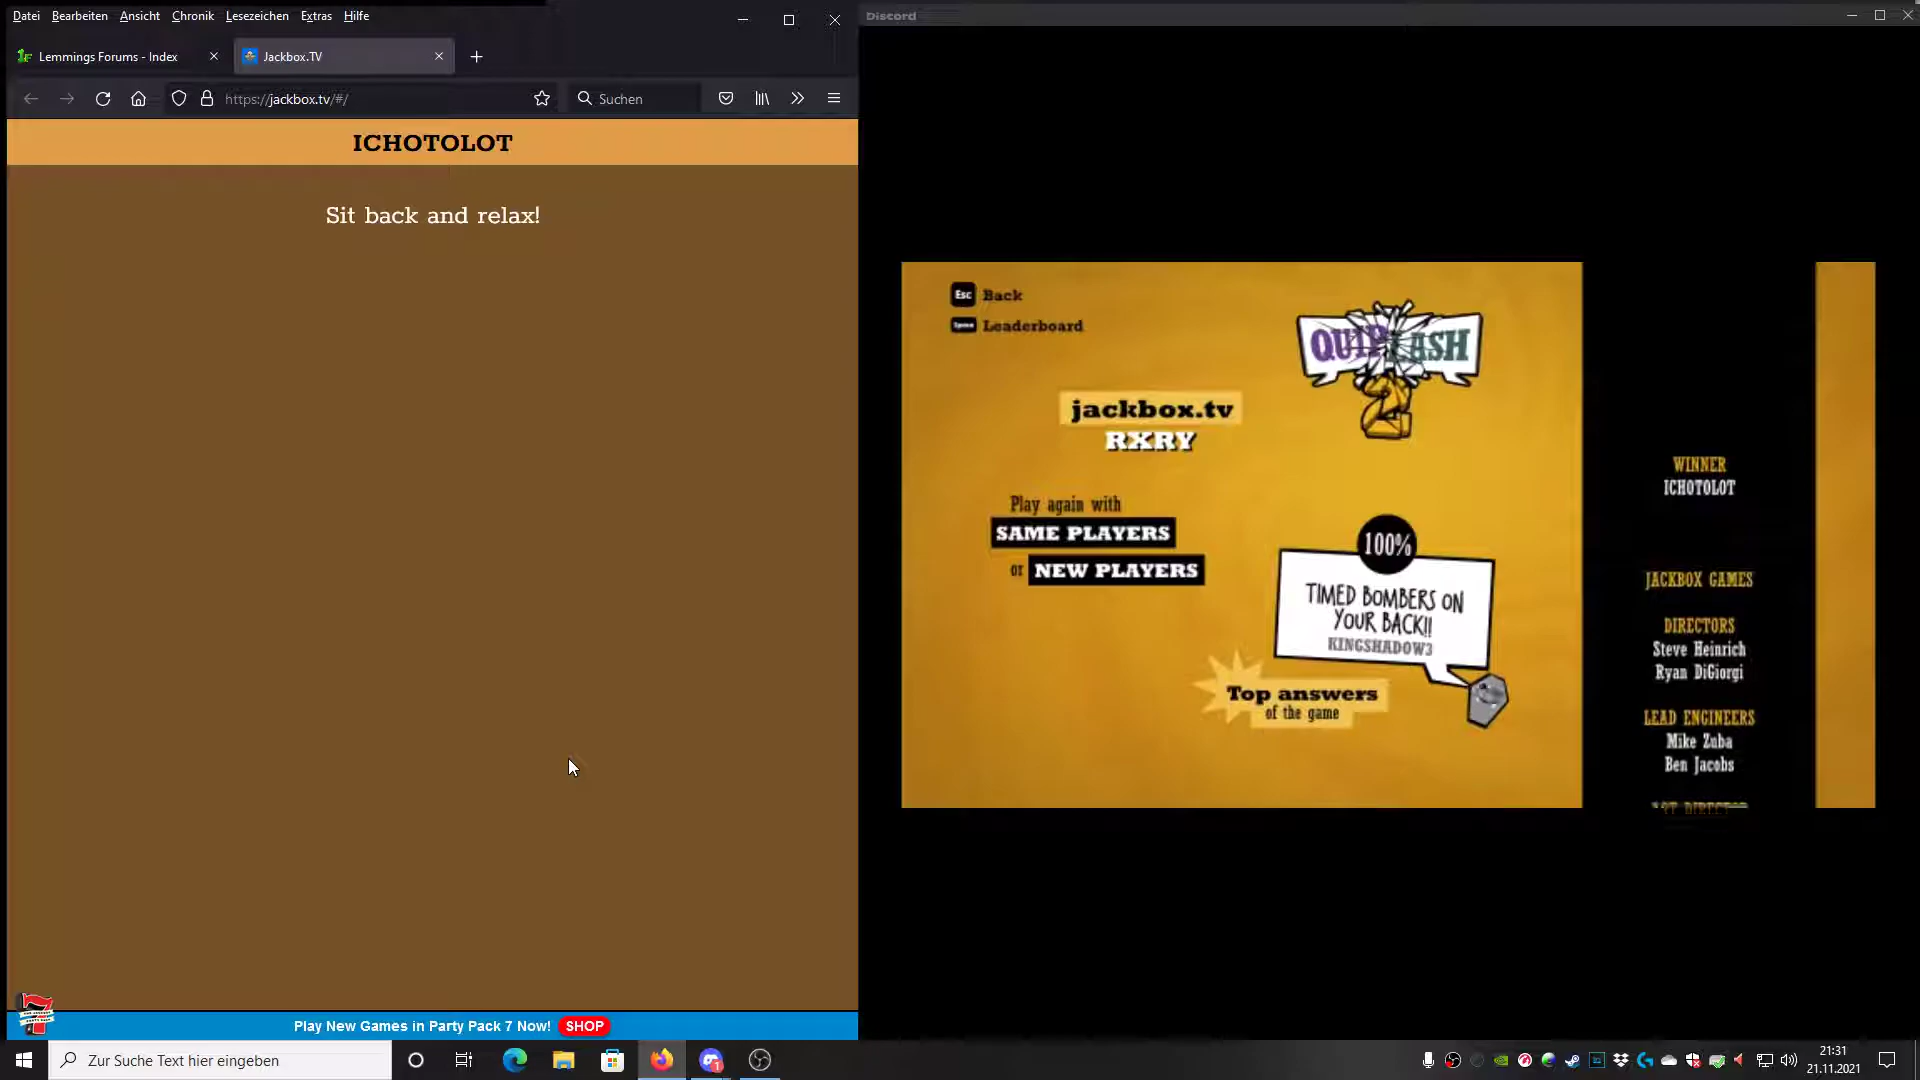 Datei Bearbeiten Ansicht Chronik Lesezeichen Extras Hilfe
Lemmings Forums - Index
Jackbox.TV
https://jackbox.tv/#/
Suchen
ICHOTOLOT
Sit back and relax!
Play New Games in Party Pack 7 Now! SHOP
Discord
Esc Back
Space Leaderboard
QUIPLASH
2
jackbox.tv
RXRY
Play again with
SAME PLAYERS
or NEW PLAYERS
100%
TIMED BOMBERS ON
YOUR BACK!!
KINGSHADOW3
Top answers
of the game
WINNER
ICHOTOLOT
JACKBOX GAMES
DIRECTORS
Steve Heinrich
Ryan DiGiorgi
LEAD ENGINEERS
Mike Zuba
Ben Jacobs
Zur Suche Text hier eingeben
21:31
21.11.2021